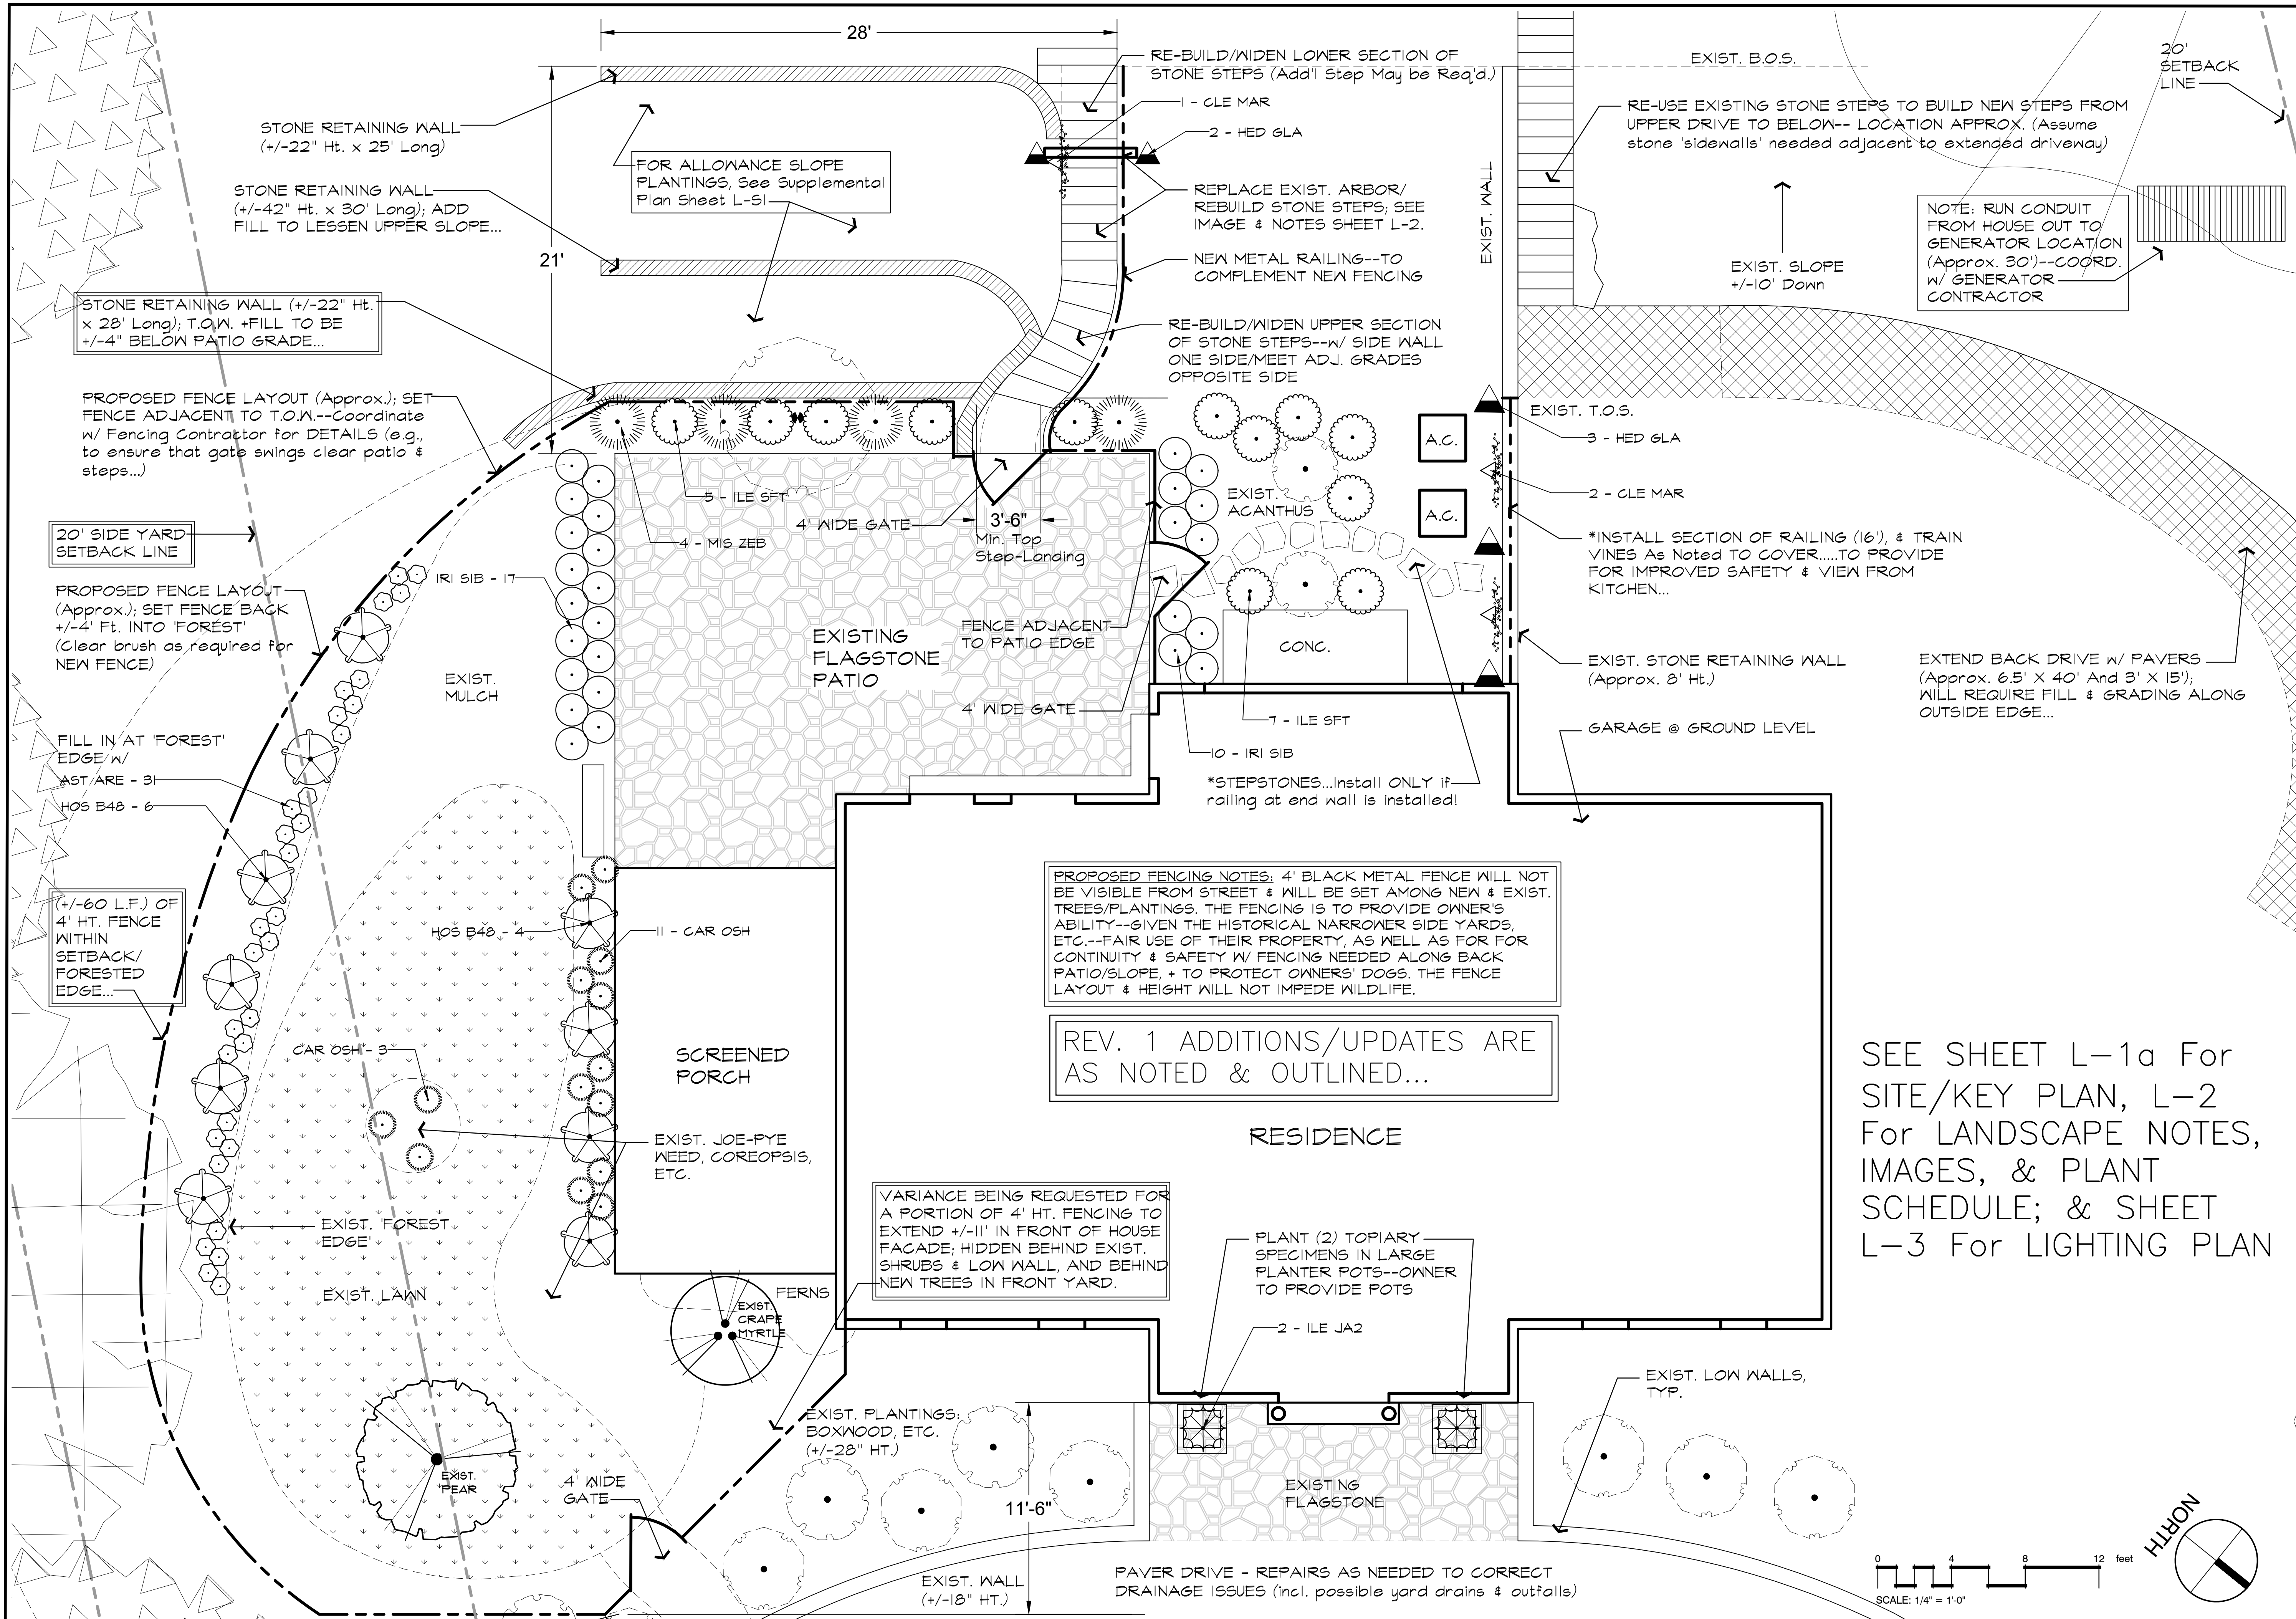 28'
21'
STONE RETAINING WALL
(+/-22" Ht. x 25' Long)
STONE RETAINING WALL
(+/-42" Ht. x 30' Long); ADD
FILL TO LESSEN UPPER SLOPE...
STONE RETAINING WALL (+/-22" Ht.
x 28' Long); T.O.W. +FILL TO BE
+/-4" BELOW PATIO GRADE...
PROPOSED FENCE LAYOUT (Approx.); SET
FENCE ADJACENT TO T.O.W.--Coordinate
w/ Fencing Contractor for DETAILS (e.g.,
to ensure that gate swings clear patio &
steps...)
20' SIDE YARD
SETBACK LINE
PROPOSED FENCE LAYOUT
(Approx.); SET FENCE BACK
+/-4' Ft. INTO 'FOREST'
(Clear brush as required for
NEW FENCE)
FILL IN AT 'FOREST'
EDGE w/
AST ARE - 31
HOS B48 - 6
(+/-60 L.F.) OF
4' HT. FENCE
WITHIN
SETBACK/
FORESTED
EDGE...
FOR ALLOWANCE SLOPE
PLANTINGS, See Supplemental
Plan Sheet L-S1
RE-BUILD/WIDEN LOWER SECTION OF
STONE STEPS (Add'l Step May be Req'd.)
1 - CLE MAR
2 - HED GLA
REPLACE EXIST. ARBOR/
REBUILD STONE STEPS; SEE
IMAGE & NOTES SHEET L-2.
NEW METAL RAILING--TO
COMPLEMENT NEW FENCING
RE-BUILD/WIDEN UPPER SECTION
OF STONE STEPS--w/ SIDE WALL
ONE SIDE/MEET ADJ. GRADES
OPPOSITE SIDE
EXIST. WALL
EXIST. B.O.S.
20'
SETBACK
LINE
RE-USE EXISTING STONE STEPS TO BUILD NEW STEPS FROM
UPPER DRIVE TO BELOW-- LOCATION APPROX. (Assume
stone 'sidewalls' needed adjacent to extended driveway)
EXIST. SLOPE
+/-10' Down
NOTE: RUN CONDUIT
FROM HOUSE OUT TO
GENERATOR LOCATION
(Approx. 30')--COORD.
w/ GENERATOR
CONTRACTOR
EXIST. T.O.S.
3 - HED GLA
2 - CLE MAR
*INSTALL SECTION OF RAILING (16'), & TRAIN
VINES As Noted TO COVER.....TO PROVIDE
FOR IMPROVED SAFETY & VIEW FROM
KITCHEN...
EXIST. STONE RETAINING WALL
(Approx. 8' Ht.)
GARAGE @ GROUND LEVEL
EXTEND BACK DRIVE w/ PAVERS
(Approx. 6.5' X 40' And 3' X 15');
WILL REQUIRE FILL & GRADING ALONG
OUTSIDE EDGE...
A.C.
A.C.
EXIST.
ACANTHUS
CONC.
5 - ILE SFT
4 - MIS ZEB
4' WIDE GATE
3'-6"
Min. Top
Step-Landing
IRI SIB - 17
EXIST.
MULCH
EXISTING
FLAGSTONE
PATIO
FENCE ADJACENT
TO PATIO EDGE
4' WIDE GATE
7 - ILE SFT
10 - IRI SIB
*STEPSTONES...Install ONLY if
railing at end wall is installed!
HOS B48 - 4
11 - CAR OSH
SCREENED
PORCH
CAR OSH - 3
EXIST. JOE-PYE
WEED, COREOPSIS,
ETC.
EXIST. 'FOREST
EDGE'
EXIST. LAWN
PROPOSED FENCING NOTES: 4' BLACK METAL FENCE WILL NOT
BE VISIBLE FROM STREET & WILL BE SET AMONG NEW & EXIST.
TREES/PLANTINGS. THE FENCING IS TO PROVIDE OWNER'S
ABILITY--GIVEN THE HISTORICAL NARROWER SIDE YARDS,
ETC.--FAIR USE OF THEIR PROPERTY, AS WELL AS FOR FOR
CONTINUITY & SAFETY W/ FENCING NEEDED ALONG BACK
PATIO/SLOPE, + TO PROTECT OWNERS' DOGS. THE FENCE
LAYOUT & HEIGHT WILL NOT IMPEDE WILDLIFE.
REV. 1 ADDITIONS/UPDATES ARE
AS NOTED & OUTLINED...
RESIDENCE
VARIANCE BEING REQUESTED FOR
A PORTION OF 4' HT. FENCING TO
EXTEND +/-11' IN FRONT OF HOUSE
FACADE; HIDDEN BEHIND EXIST.
SHRUBS & LOW WALL, AND BEHIND
NEW TREES IN FRONT YARD.
PLANT (2) TOPIARY
SPECIMENS IN LARGE
PLANTER POTS--OWNER
TO PROVIDE POTS
2 - ILE JA2
FERNS
EXIST.
CRAPE
MYRTLE
EXIST.
PEAR
4' WIDE
GATE
EXIST. PLANTINGS:
BOXWOOD, ETC.
(+/-28" HT.)
11'-6"
EXISTING
FLAGSTONE
EXIST. LOW WALLS,
TYP.
EXIST. WALL
(+/-18" HT.)
PAVER DRIVE - REPAIRS AS NEEDED TO CORRECT
DRAINAGE ISSUES (incl. possible yard drains & outfalls)
SEE SHEET L-1a For
SITE/KEY PLAN, L-2
For LANDSCAPE NOTES,
IMAGES, & PLANT
SCHEDULE; & SHEET
L-3 For LIGHTING PLAN
0 4 8 12 feet
SCALE: 1/4" = 1'-0"
NORTH